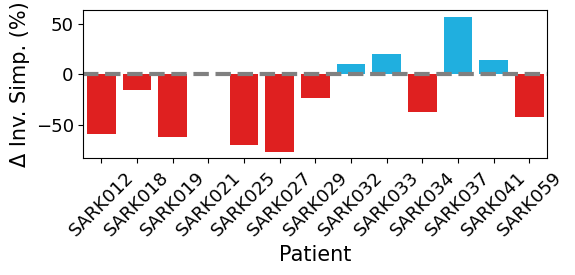 Δ Inv. Simp. (%)
50
0
−50
SARK012
SARK018
SARK019
SARK021
SARK025
SARK027
SARK029
SARK032
SARK033
SARK034
SARK037
SARK041
SARK059
Patient